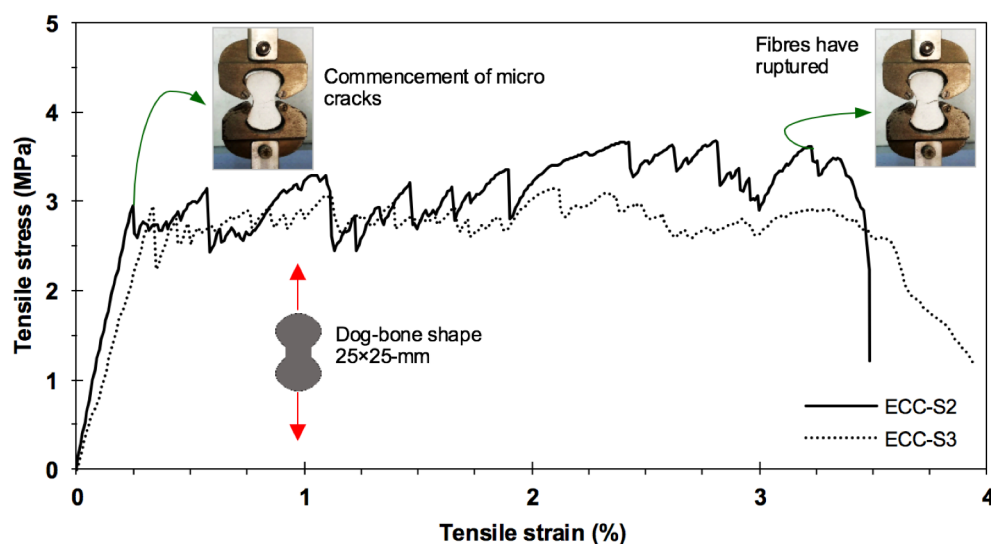 5
4
3
2
1
0
Tensile stress (MPa)
Commencement of micro
cracks
Fibres have
ruptured
Dog-bone shape
25×25-mm
ECC-S2
ECC-S3
0
1
2
3
4
Tensile strain (%)